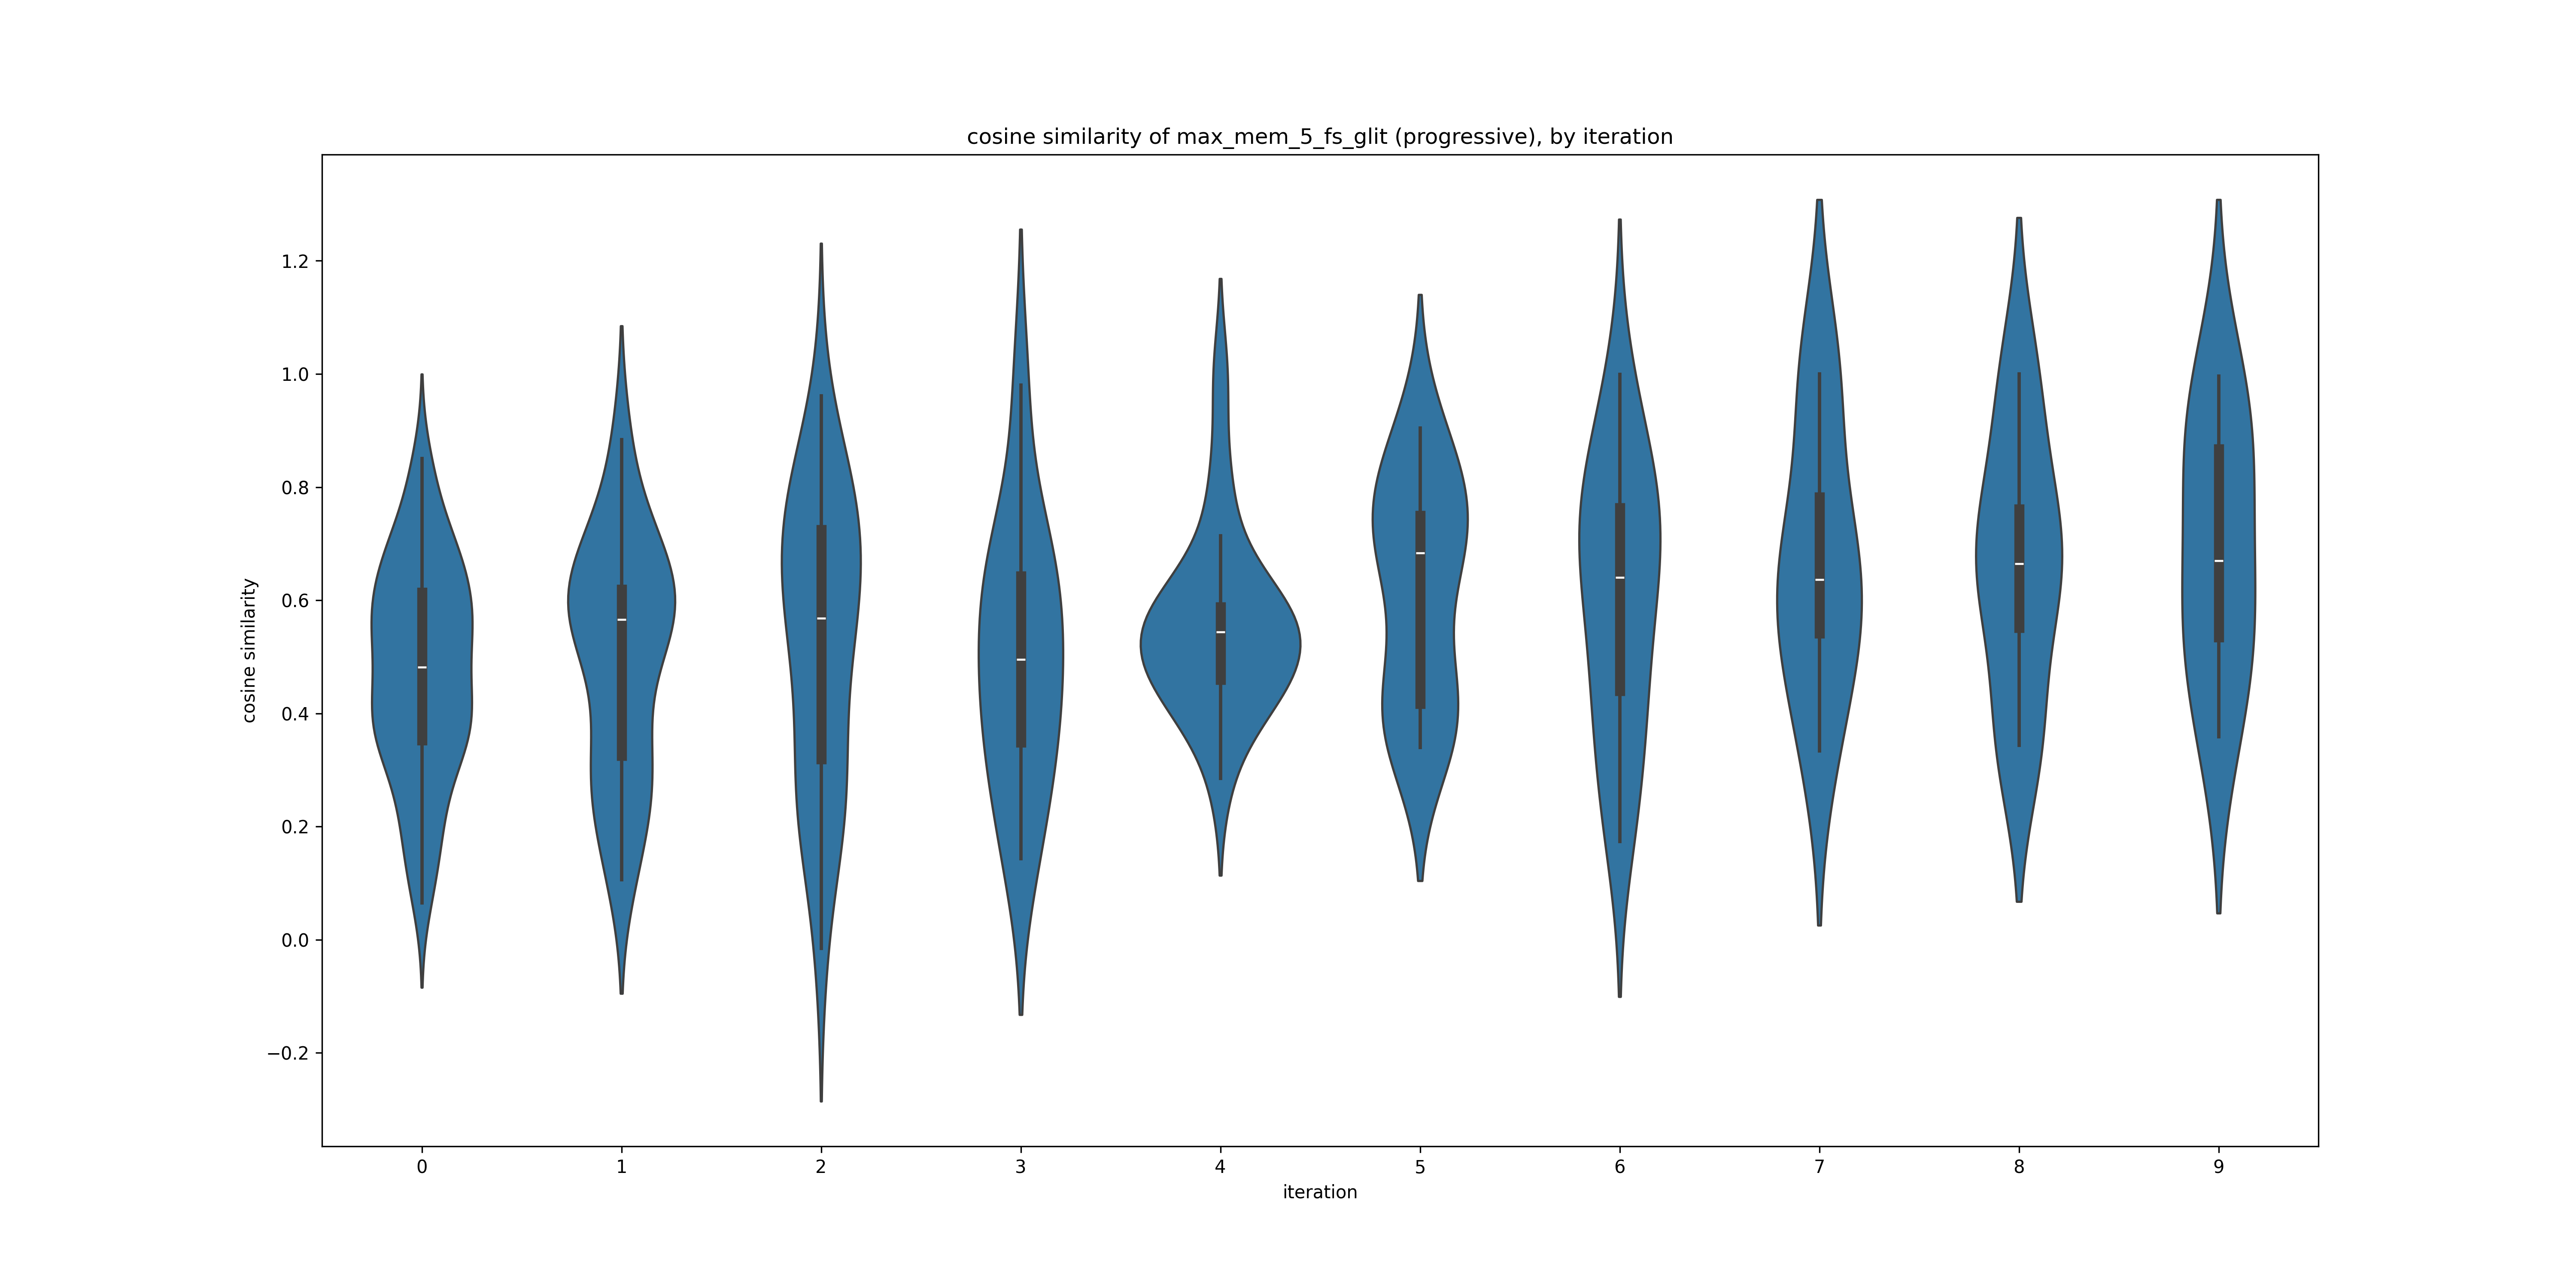 cosine similarity of max_mem_5_fs_glit (progressive), by iteration
cosine similarity
1.2
1.0
0.8
0.6
0.4
0.2
0.0
−0.2
0 1 2 3 4 5 6 7 8 9
iteration